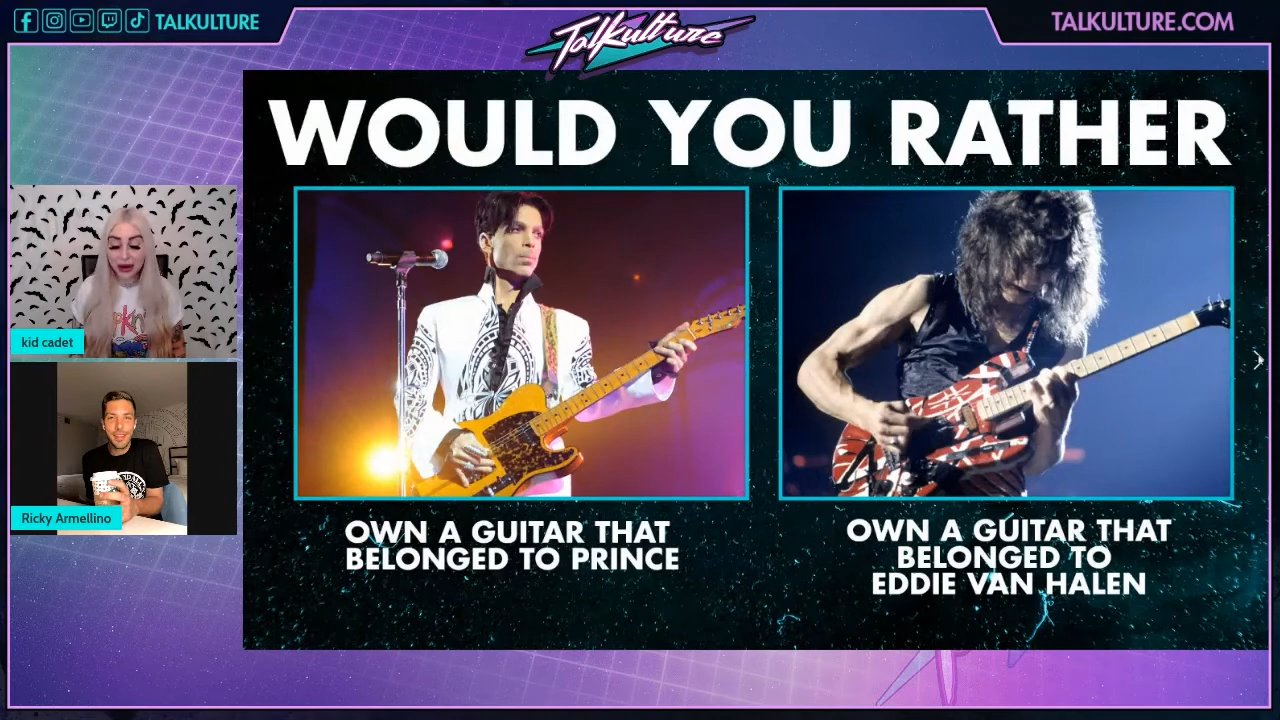 TALKULTURE
Talkulture
TALKULTURE.COM
WOULD YOU RATHER
kid cadet
Ricky Armellino
OWN A GUITAR THAT
BELONGED TO PRINCE
OWN A GUITAR THAT
BELONGED TO
EDDIE VAN HALEN